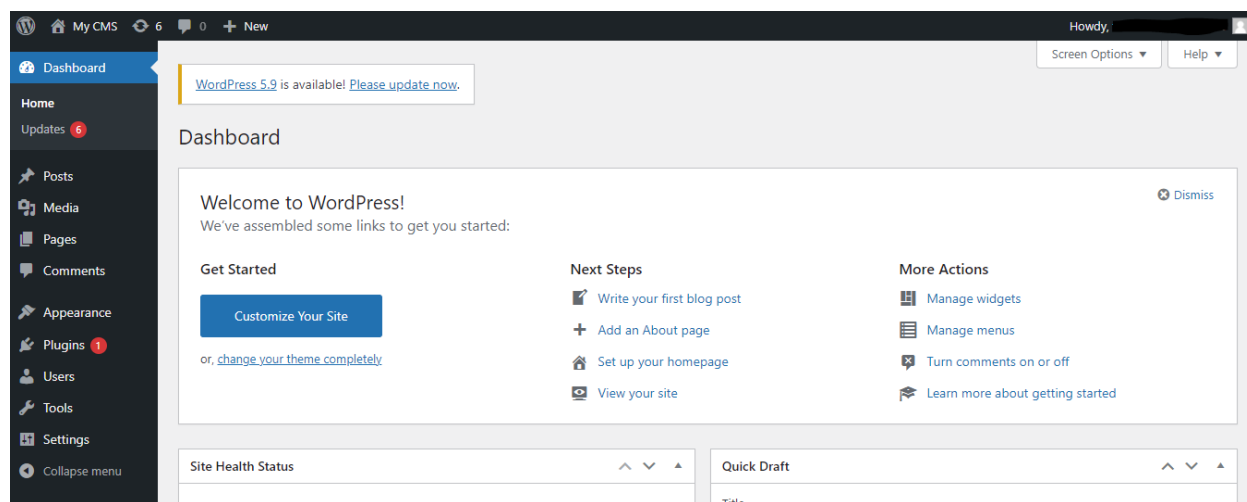 My CMS 6 0 New Howdy,
Screen Options Help
Dashboard
Home
Updates 6
Posts
Media
Pages
Comments
Appearance
Plugins 1
Users
Tools
Settings
Collapse menu
WordPress 5.9 is available! Please update now.
Dashboard
Welcome to WordPress!
Dismiss
We've assembled some links to get you started:
Get Started
Customize Your Site
or, change your theme completely
Next Steps
Write your first blog post
Add an About page
Set up your homepage
View your site
More Actions
Manage widgets
Manage menus
Turn comments on or off
Learn more about getting started
Site Health Status
Quick Draft